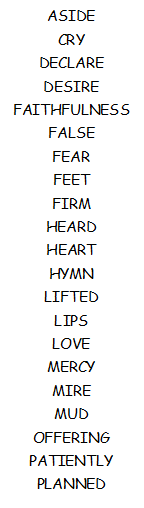 ASIDE
CRY
DECLARE
DESIRE
FAITHFULNESS
FALSE
FEAR
FEET
FIRM
HEARD
HEART
HYMN
LIFTED
LIPS
LOVE
MERCY
MIRE
MUD
OFFERING
PATIENTLY
PLANNED